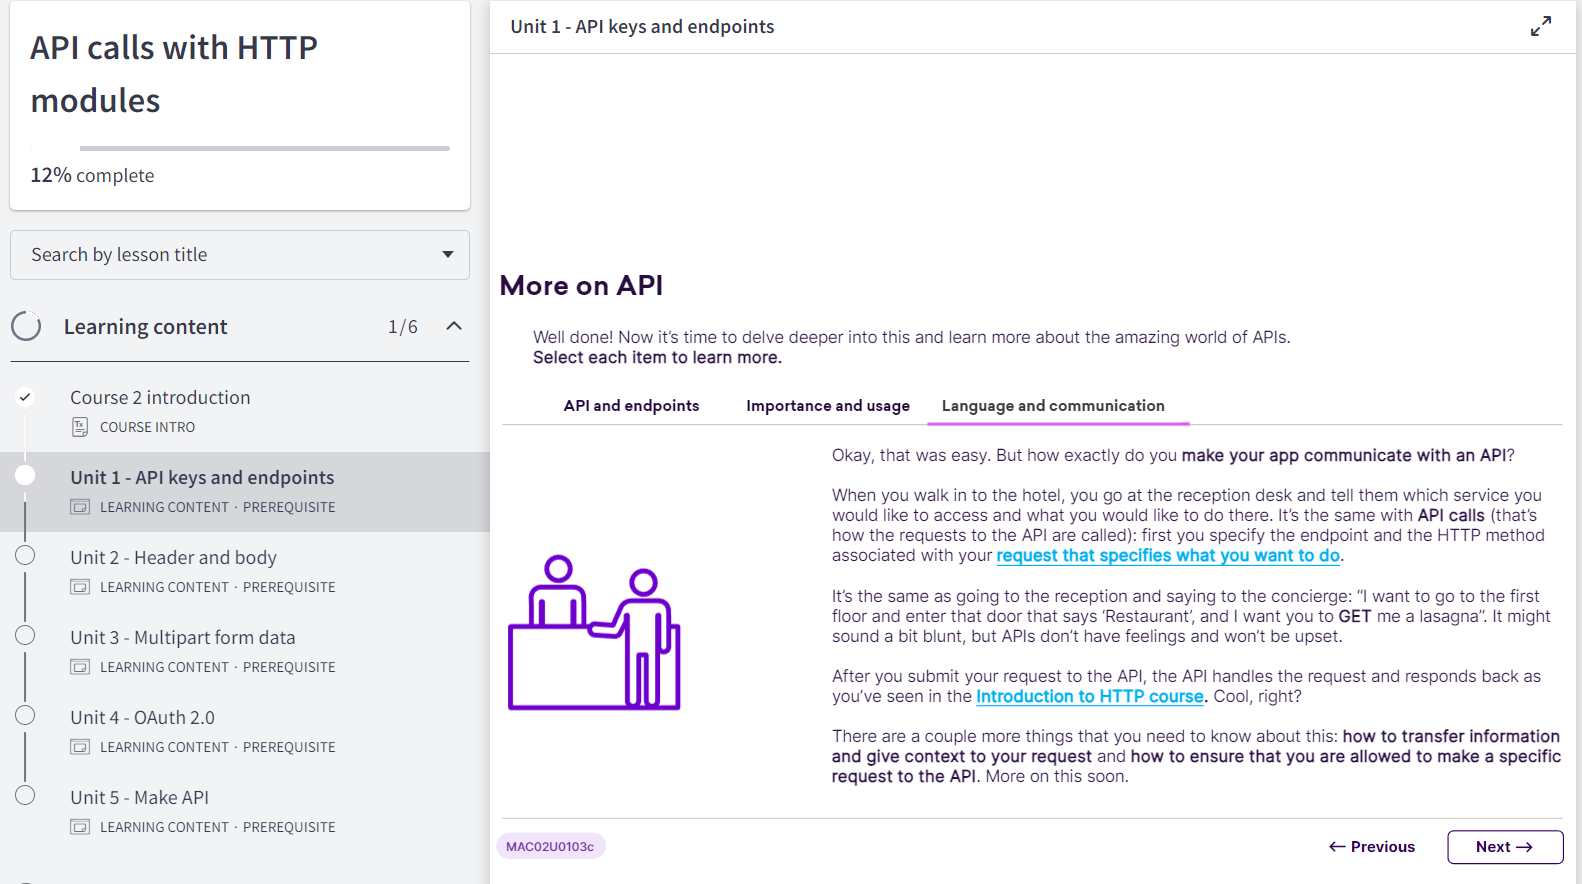 API calls with HTTP
modules
12% complete
Search by lesson title
Learning content 1/6
Course 2 introduction
COURSE INTRO
Unit 1 - API keys and endpoints
LEARNING CONTENT · PREREQUISITE
Unit 2 - Header and body
LEARNING CONTENT · PREREQUISITE
Unit 3 - Multipart form data
LEARNING CONTENT · PREREQUISITE
Unit 4 - OAuth 2.0
LEARNING CONTENT · PREREQUISITE
Unit 5 - Make API
LEARNING CONTENT · PREREQUISITE
Unit 1 - API keys and endpoints
More on API
Well done! Now it’s time to delve deeper into this and learn more about the amazing world of APIs.
Select each item to learn more.
API and endpoints Importance and usage Language and communication
Okay, that was easy. But how exactly do you make your app communicate with an API?
When you walk in to the hotel, you go at the reception desk and tell them which service you
would like to access and what you would like to do there. It’s the same with API calls (that’s
how the requests to the API are called): first you specify the endpoint and the HTTP method
associated with your request that specifies what you want to do.
It’s the same as going to the reception and saying to the concierge: “I want to go to the first
floor and enter that door that says ‘Restaurant’, and I want you to GET me a lasagna”. It might
sound a bit blunt, but APIs don’t have feelings and won’t be upset.
After you submit your request to the API, the API handles the request and responds back as
you’ve seen in the Introduction to HTTP course. Cool, right?
There are a couple more things that you need to know about this: how to transfer information
and give context to your request and how to ensure that you are allowed to make a specific
request to the API. More on this soon.
MAC02U0103c
← Previous Next →